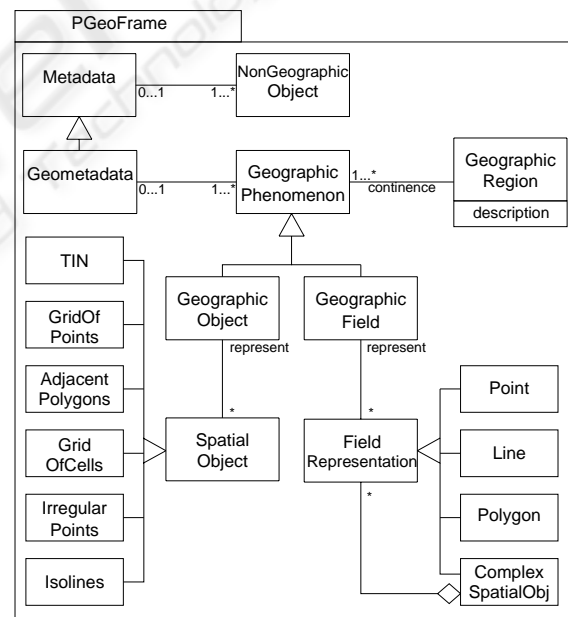 PGeoFrame
Metadata
0...1
1...*
NonGeographic
Object
Geometadata
0...1
1...*
Geographic
Phenomenon
1...*
continence
Geographic
Region
description
TIN
GridOf
Points
Adjacent
Polygons
Grid
OfCells
Irregular
Points
Isolines
Geographic
Object
represent
*
Spatial
Object
Geographic
Field
represent
*
Field
Representation
*
Point
Line
Polygon
Complex
SpatialObj